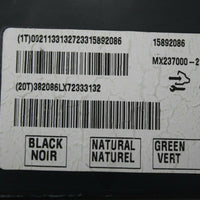 (1T)0021133132723315892086 15892086
MX237000-2
(20T)382086LX72333132
BLACK NATURAL GREEN
NOIR NATUREL VERT